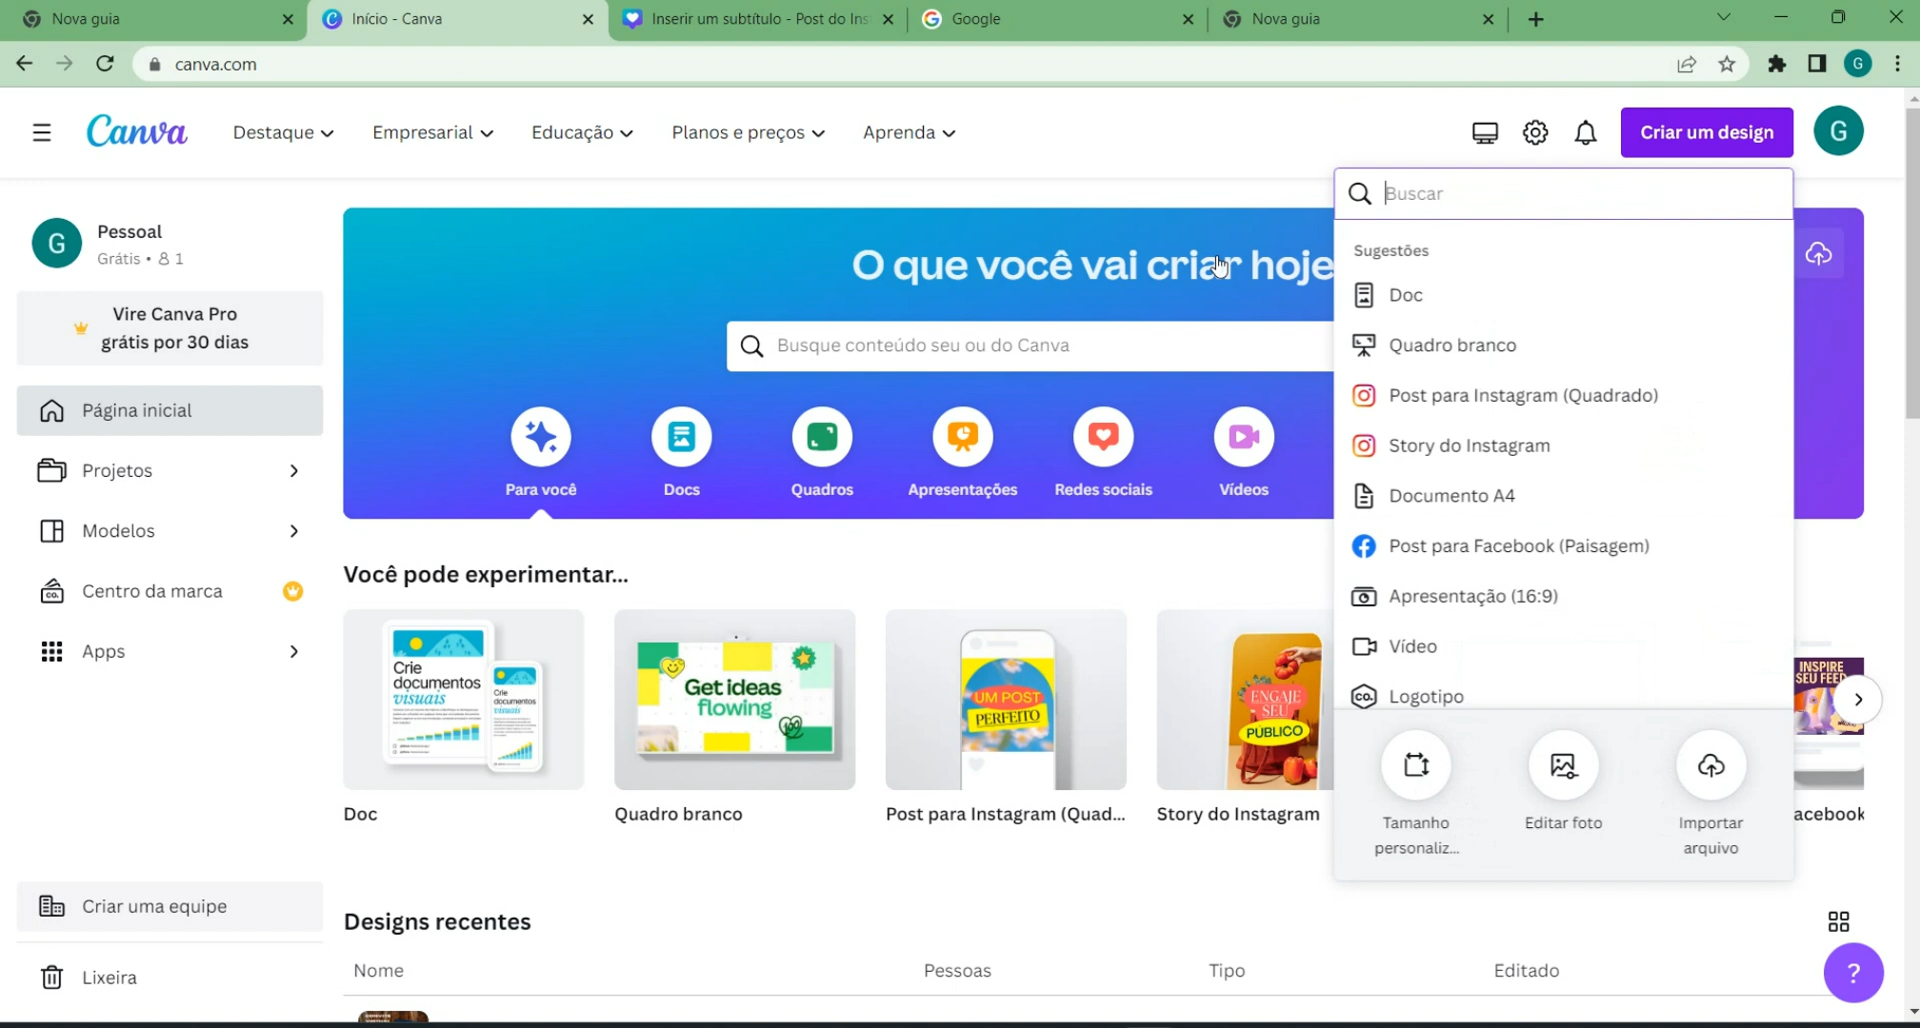 Nova guia
Início - Canva
Inserir um subtítulo - Post do Ins
Google
Nova guia
canva.com
G
Canva
Destaque
Empresarial
Educação
Planos e preços
Aprenda
Criar um design
G
G
Pessoal
Grátis • 1
Vire Canva Pro
grátis por 30 dias
Página inicial
Projetos
Modelos
Centro da marca
Apps
Criar uma equipe
Lixeira
O que você vai criar hoje
Busque conteúdo seu ou do Canva
Para você
Docs
Quadros
Apresentações
Redes sociais
Vídeos
Buscar
Sugestões
Doc
Quadro branco
Post para Instagram (Quadrado)
Story do Instagram
Documento A4
Post para Facebook (Paisagem)
Apresentação (16:9)
Vídeo
CO.
Logotipo
Tamanho
personaliz...
Editar foto
Importar
arquivo
Você pode experimentar...
Crie
documentos
visuais
Crie
documentos
visuais
Get ideas
flowing
UM POST
PERFEITO
ENGAJE
SEU
PÚBLICO
INSPIRE
SEU FEED
Doc
Quadro branco
Post para Instagram (Quad...
Story do Instagram
acebook
Designs recentes
Nome
Pessoas
Tipo
Editado
?